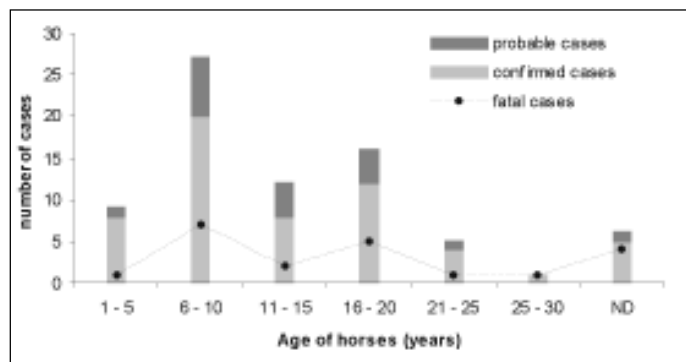 30
25
20
15
10
5
0
number of cases
probable cases
confirmed cases
fatal cases
1 - 5 6 - 10 11 - 15 16 - 20 21 - 25 25 - 30 ND
Age of horses (years)